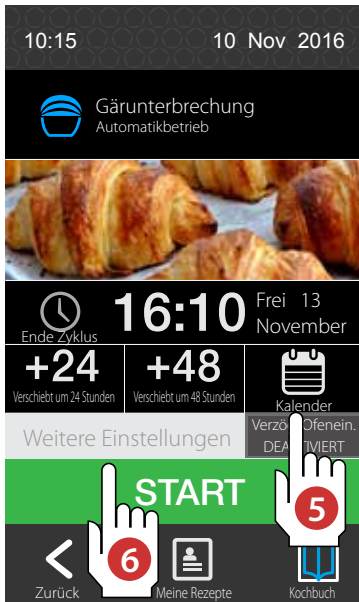 10:15 10 Nov 2016
Gärunterbrechung
Automatikbetrieb
16:10 Frei 13
November
Ende Zyklus
+24 +48
Verschiebt um 24 Stunden Verschiebt um 48 Stunden Kalender
Weitere Einstellungen
DEA
START
5
6
Zurück Meine Rezepte Kochbuch